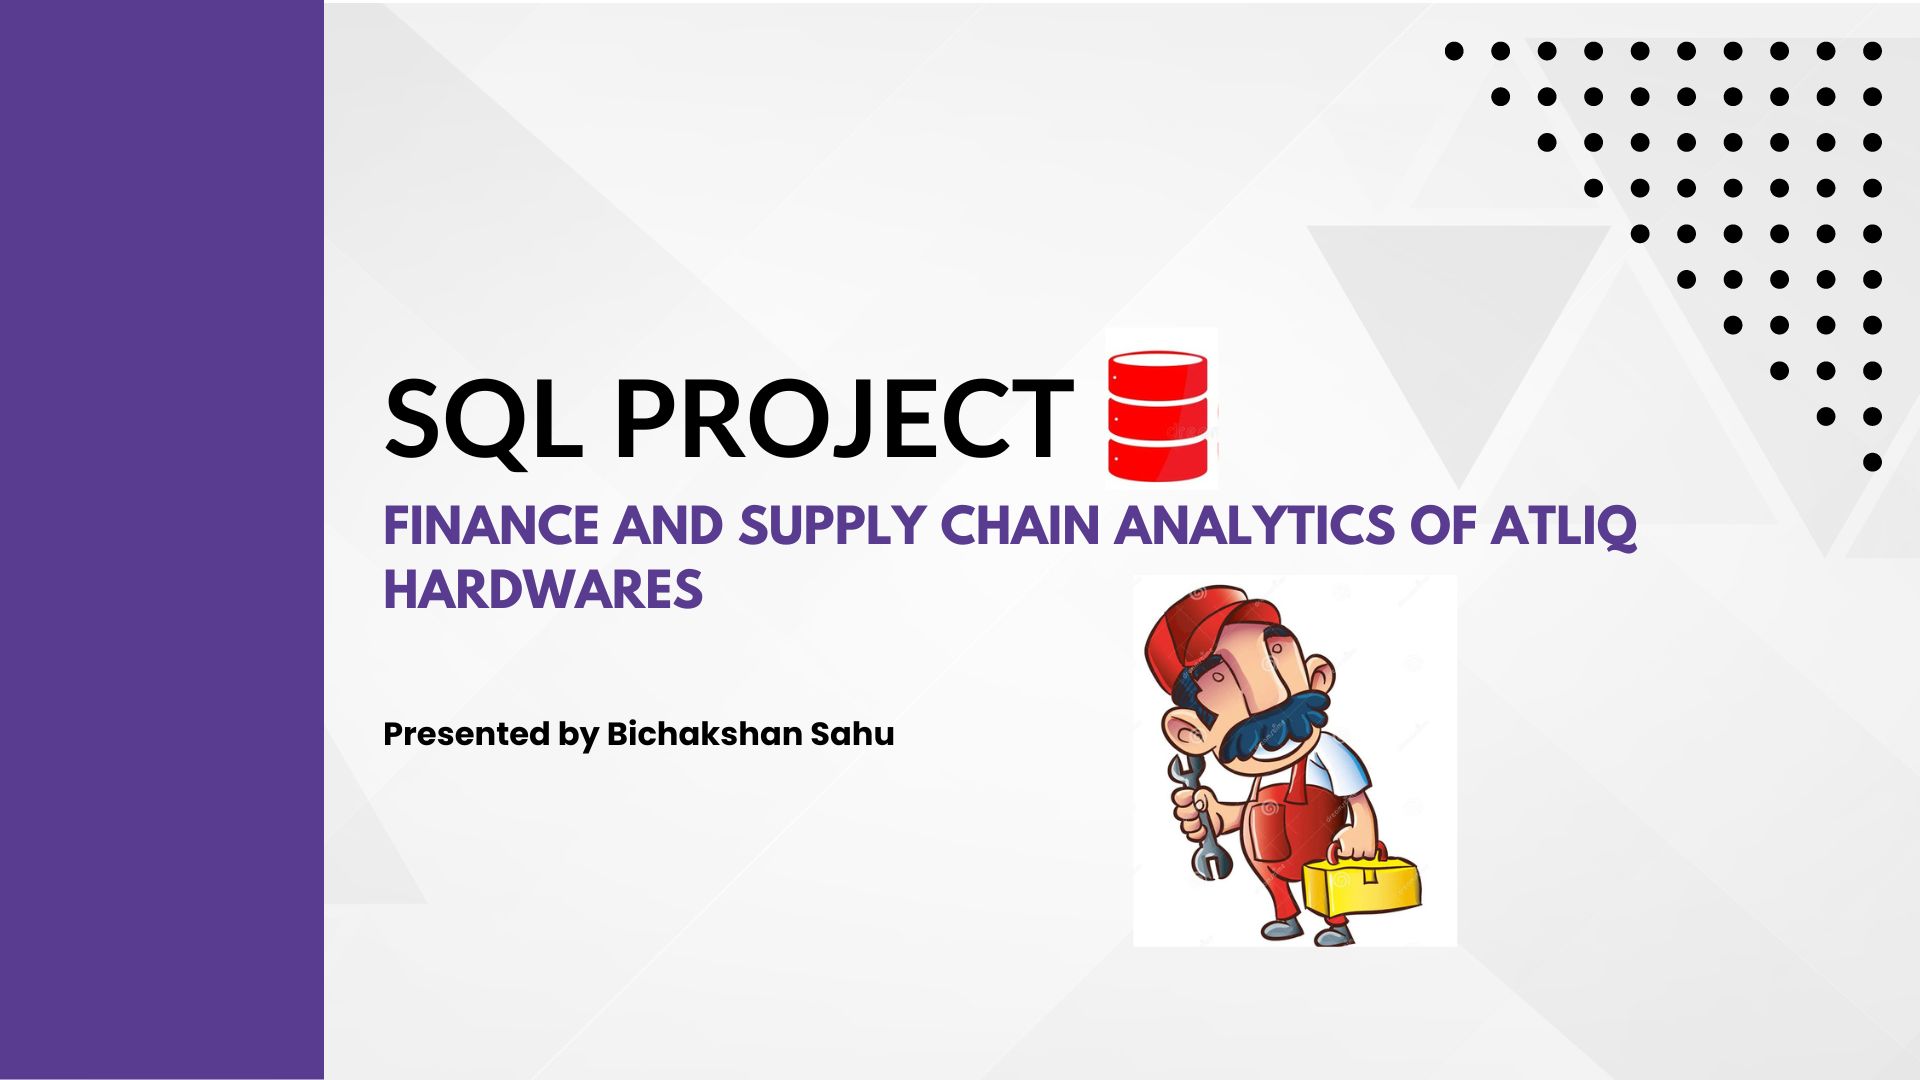 SQL PROJECT
FINANCE AND SUPPLY CHAIN ANALYTICS OF ATLIQ
HARDWARES
Presented by Bichakshan Sahu